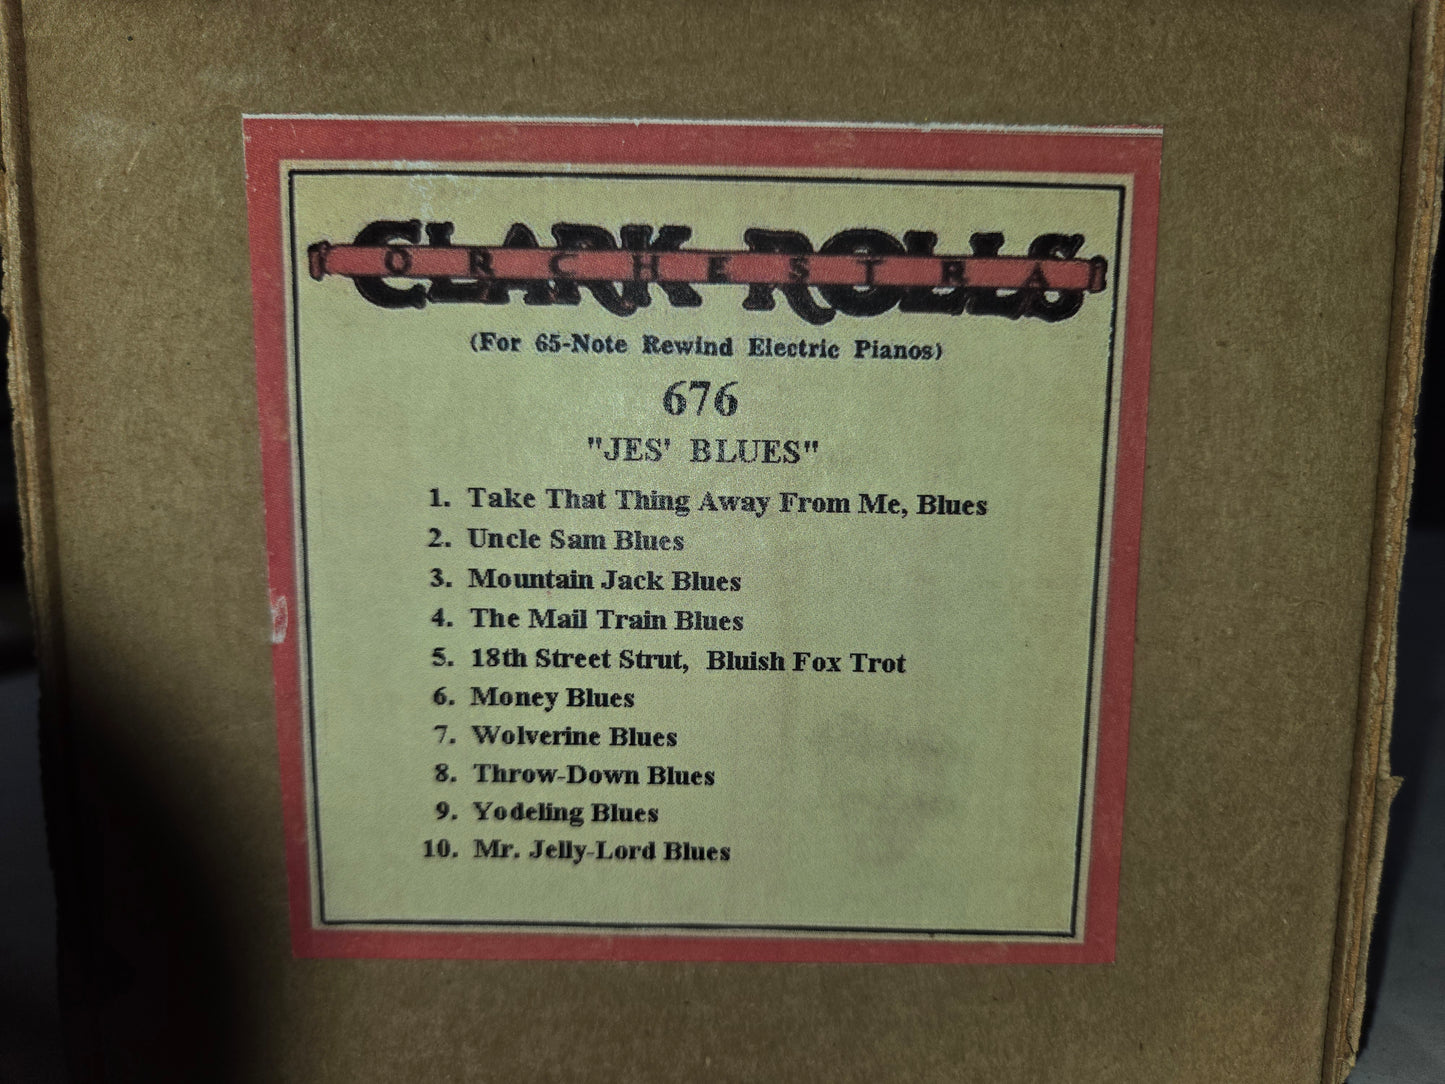 CLARK ROLLS
ORCHESTRA
(For 65-Note Rewind Electric Pianos)
676
"JES' BLUES"
1. Take That Thing Away From Me, Blues
2. Uncle Sam Blues
3. Mountain Jack Blues
4. The Mail Train Blues
5. 18th Street Strut, Bluish Fox Trot
6. Money Blues
7. Wolverine Blues
8. Throw-Down Blues
9. Yodeling Blues
10. Mr. Jelly-Lord Blues